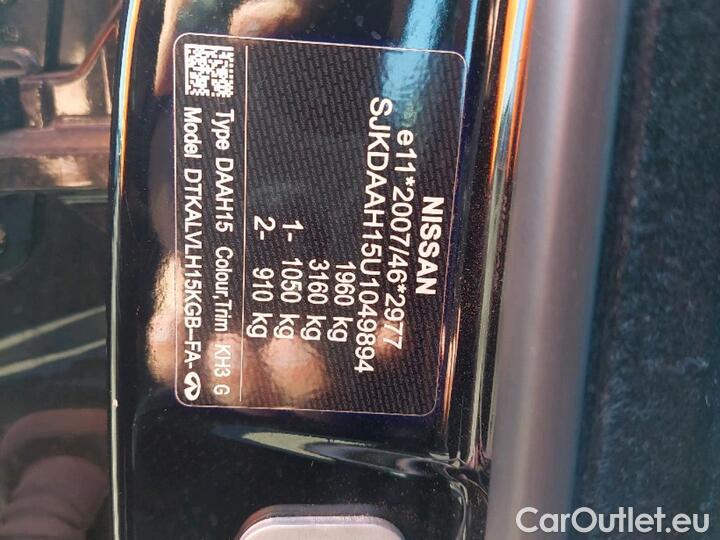 NISSAN
e11*2007/46*2977
SJKDAAH15U1049894
1960 kg
3160 kg
1- 1050 kg
2- 910 kg
Type DAAH15 Colour,Trim KH3 G
Model DTKALVLH15KGB-FA-
CarOutlet.eu